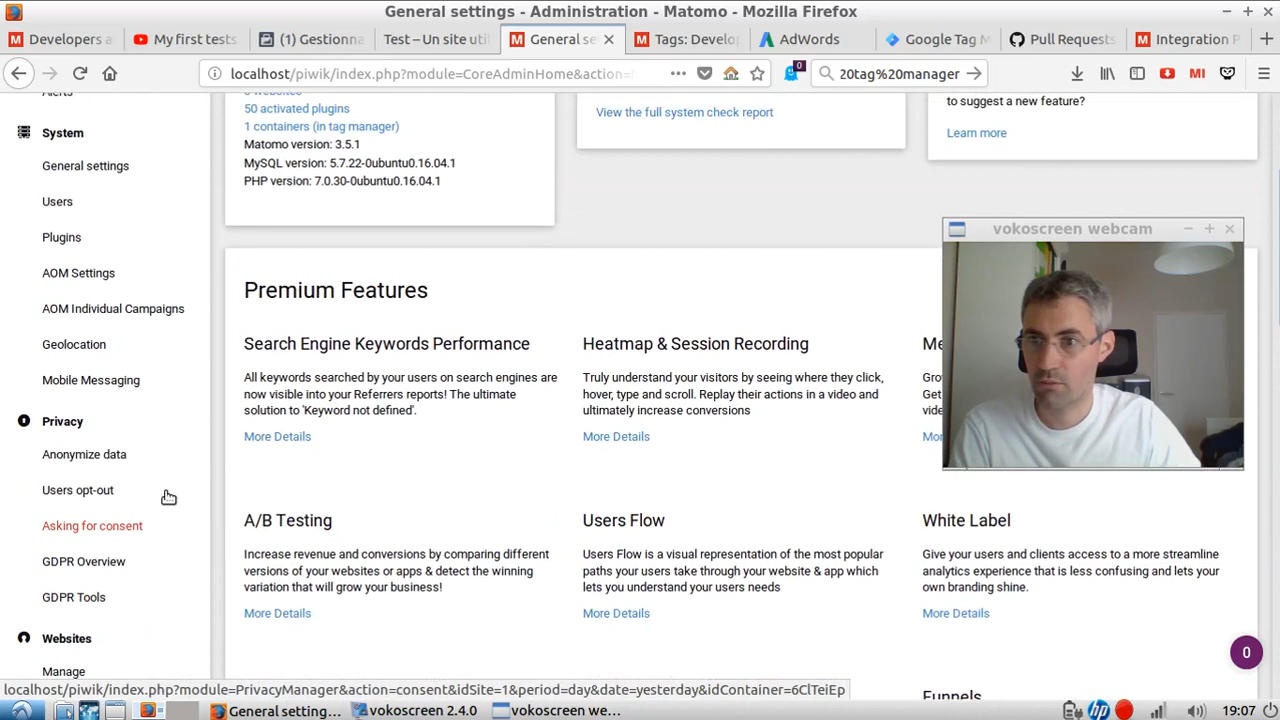 General settings - Administration - Matomo - Mozilla Firefox
Developers a
My first tests
(1) Gestionna
Test – Un site util
General se
Tags: Develo
AdWords
Google Tag M
Pull Requests
Integration P
localhost/piwik/index.php?module=CoreAdminHome&action=
20tag%20manager
0
System
General settings
Users
Plugins
AOM Settings
AOM Individual Campaigns
Geolocation
Mobile Messaging
Privacy
Anonymize data
Users opt-out
Asking for consent
GDPR Overview
GDPR Tools
Websites
Manage
50 activated plugins
1 containers (in tag manager)
Matomo version: 3.5.1
MySQL version: 5.7.22-0ubuntu0.16.04.1
PHP version: 7.0.30-0ubuntu0.16.04.1
View the full system check report
to suggest a new feature?
Learn more
vokoscreen webcam
Premium Features
Search Engine Keywords Performance
All keywords searched by your users on search engines are
now visible into your Referrers reports! The ultimate
solution to 'Keyword not defined'.
More Details
Heatmap & Session Recording
Truly understand your visitors by seeing where they click,
hover, type and scroll. Replay their actions in a video and
ultimately increase conversions
More Details
Me
Get
A/B Testing
Increase revenue and conversions by comparing different
versions of your websites or apps & detect the winning
variation that will grow your business!
More Details
Users Flow
Users Flow is a visual representation of the most popular
paths your users take through your website & app which
lets you understand your users needs
More Details
White Label
Give your users and clients access to a more streamline
analytics experience that is less confusing and lets your
own branding shine.
More Details
Funnels
0
localhost/piwik/index.php?module=PrivacyManager&action=consent&idSite=1&period=day&date=yesterday&idContainer=6ClTeiEp
General setting...
vokoscreen 2.4.0
vokoscreen we...
19:07